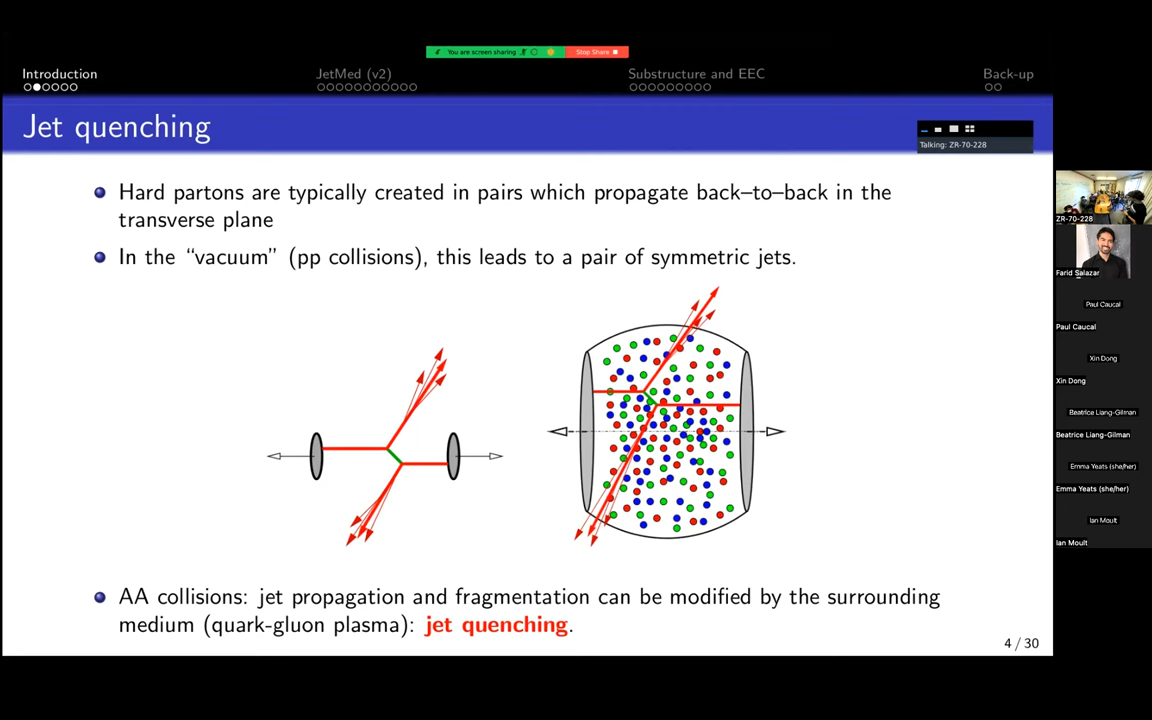 You are screen sharing
Stop Share
Introduction
JetMed (v2)
Substructure and EEC
Back-up
Jet quenching
Talking: ZR-70-228
Hard partons are typically created in pairs which propagate back–to–back in the
transverse plane
In the “vacuum” (pp collisions), this leads to a pair of symmetric jets.
AA collisions: jet propagation and fragmentation can be modified by the surrounding
medium (quark-gluon plasma): jet quenching.
4 / 30
ZR-70-228
Farid Salazar
Paul Caucal
Paul Caucal
Xin Dong
Xin Dong
Beatrice Liang-Gilman
Beatrice Liang-Gilman
Emma Yeats (she/her)
Emma Yeats (she/her)
Ian Moult
Ian Moult